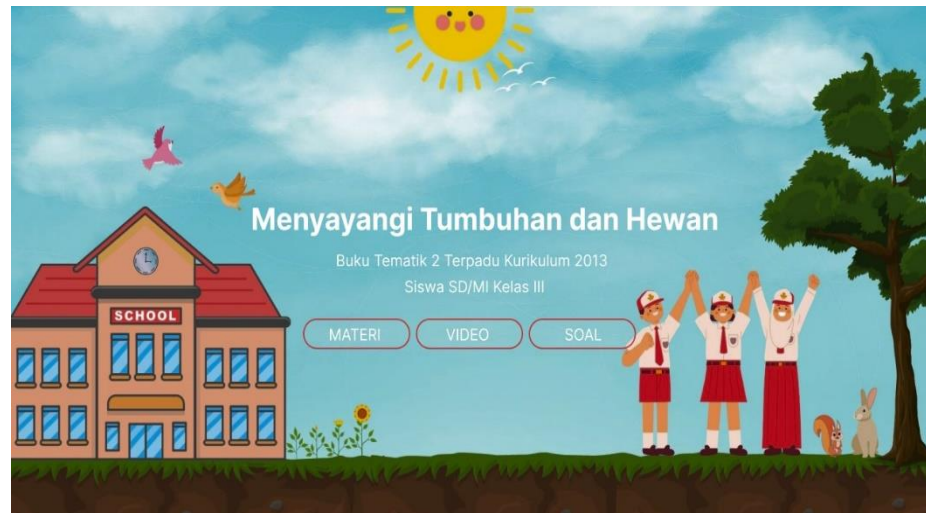 Menyayangi Tumbuhan dan Hewan
Buku Tematik 2 Terpadu Kurikulum 2013
Siswa SD/MI Kelas III
SCHOOL
MATERI
VIDEO
SOAL